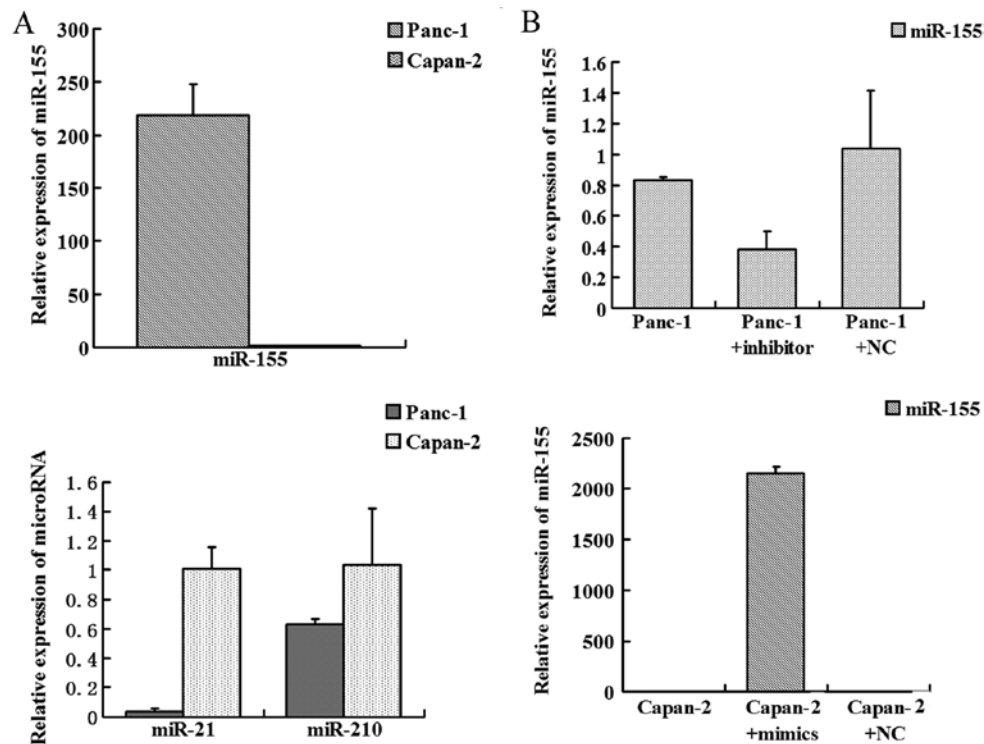 A
Relative expression of miR-155
300
250
200
150
100
50
0
Panc-1
Capan-2
miR-155
B
Relative expression of miR-155
1.6
1.4
1.2
1
0.8
0.6
0.4
0.2
0
miR-155
Panc-1
Panc-1
+inhibitor
Panc-1
+NC
Relative expression of microRNA
1.6
1.4
1.2
1
0.8
0.6
0.4
0.2
0
Panc-1
Capan-2
miR-21
miR-210
Relative expression of miR-155
2500
2000
1500
1000
500
0
miR-155
Capan-2
Capan-2
+mimics
Capan-2
+NC